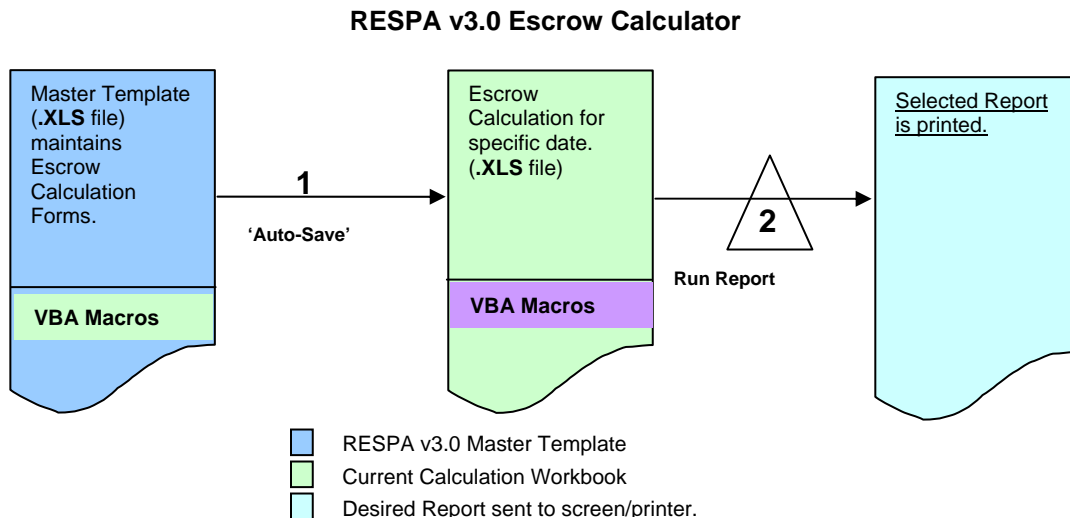 RESPA v3.0 Escrow Calculator
Master Template
(.XLS file)
maintains
Escrow
Calculation
Forms.
VBA Macros
1
'Auto-Save'
Escrow
Calculation for
specific date.
(.XLS file)
VBA Macros
2
Run Report
Selected Report
is printed.
RESPA v3.0 Master Template
Current Calculation Workbook
Desired Report sent to screen/printer.